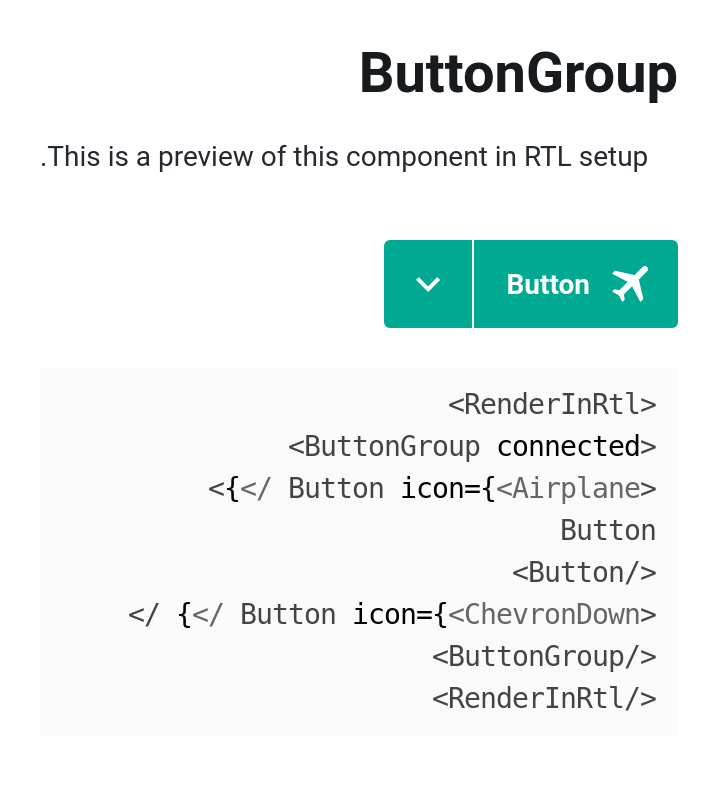 ButtonGroup
.This is a preview of this component in RTL setup
Button
<RenderInRtl>
<ButtonGroup connected>
<{</ Button icon={<Airplane>
Button
<Button/>
</ {</ Button icon={<ChevronDown>
<ButtonGroup/>
<RenderInRtl/>